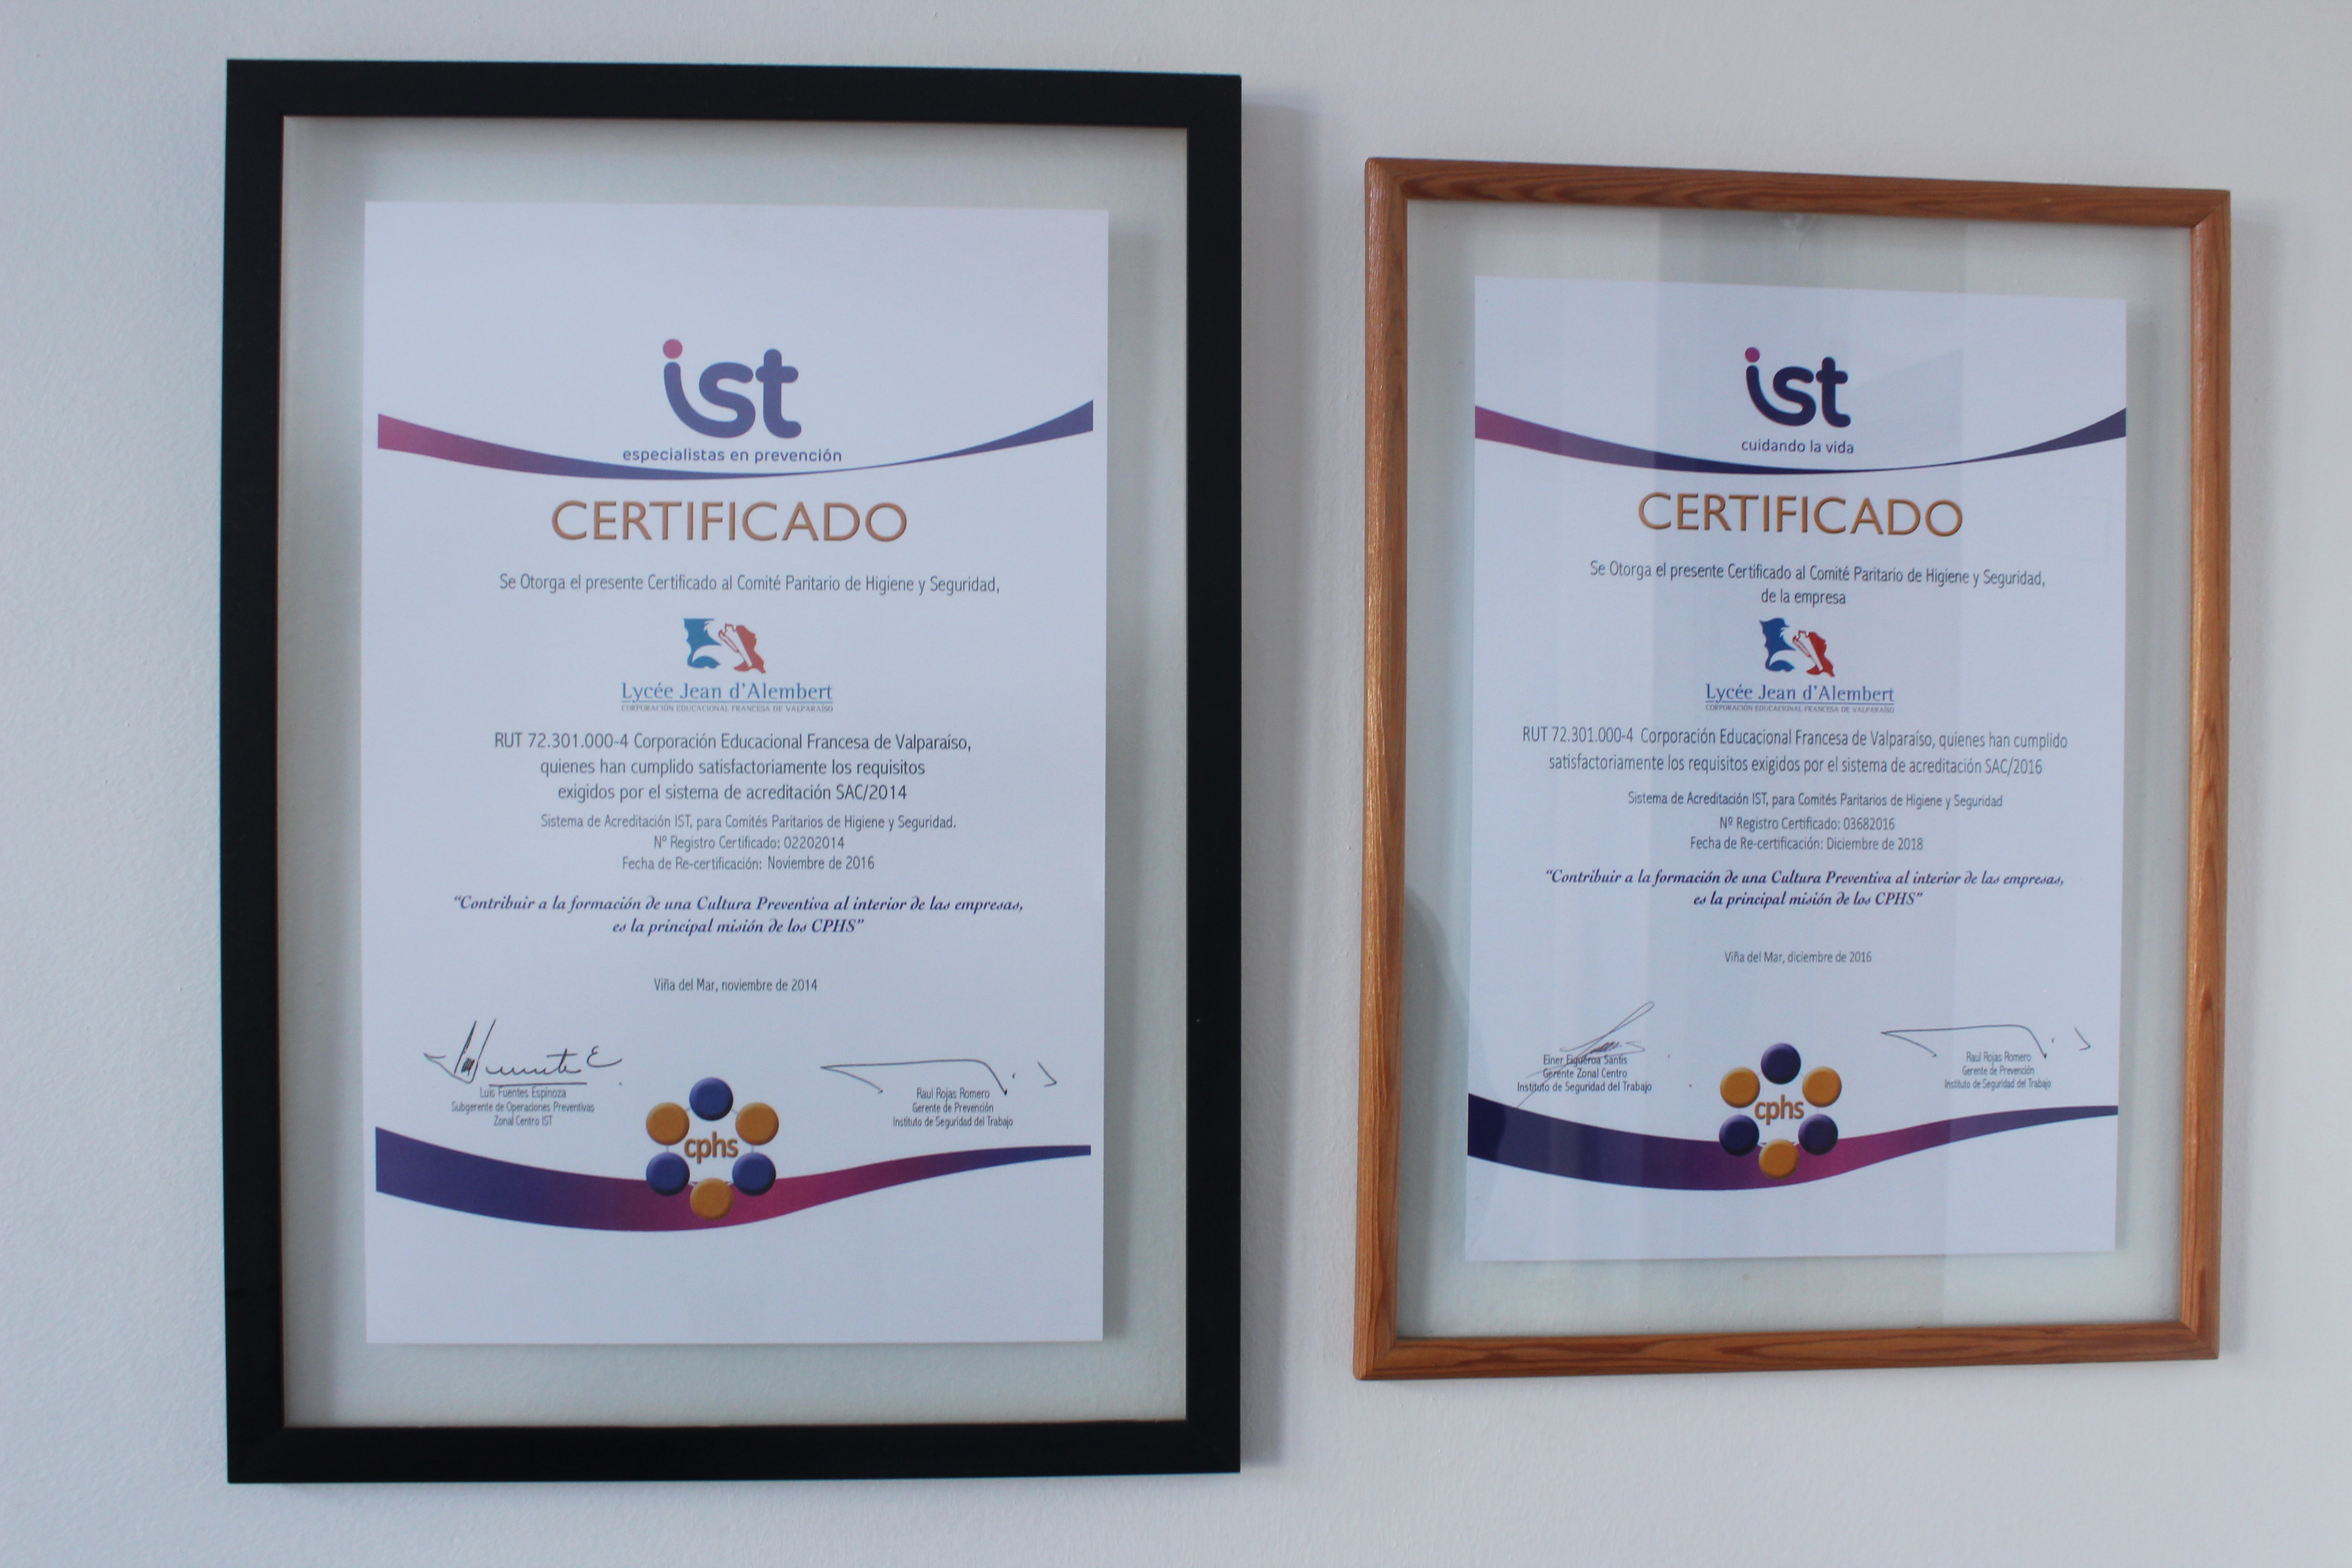 ist
especialistas en prevención
CERTIFICADO
Se Otorga el presente Certificado al Comité Paritario de Higiene y Seguridad,
Lycée Jean d'Alembert
CORPORACIÓN EDUCACIONAL FRANCESA DE VALPARAÍSO
RUT 72.301.000-4 Corporación Educacional Francesa de Valparaíso,
quienes han cumplido satisfactoriamente los requisitos
exigidos por el sistema de acreditación SAC/2014
Sistema de Acreditación IST, para Comités Paritarios de Higiene y Seguridad.
Nº Registro Certificado: 02202014
Fecha de Re-certificación: Noviembre de 2016
"Contribuir a la formación de una Cultura Preventiva al interior de las empresas,
es la principal misión de los CPHS"
Viña del Mar, noviembre de 2014
Luis Fuentes Espinoza
Subgerente de Operaciones Preventivas
Zonal Centro IST
Raul Rojas Romero
Gerente de Prevención
Instituto de Seguridad del Trabajo
cphs
ist
cuidando la vida
CERTIFICADO
Se Otorga el presente Certificado al Comité Paritario de Higiene y Seguridad,
de la empresa
Lycée Jean d'Alembert
CORPORACIÓN EDUCACIONAL FRANCESA DE VALPARAÍSO
RUT 72.301.000-4 Corporación Educacional Francesa de Valparaíso, quienes han cumplido
satisfactoriamente los requisitos exigidos por el sistema de acreditación SAC/2016
Sistema de Acreditación IST, para Comités Paritarios de Higiene y Seguridad
Nº Registro Certificado: 03682016
Fecha de Re-certificación: Diciembre de 2018
"Contribuir a la formación de una Cultura Preventiva al interior de las empresas,
es la principal misión de los CPHS"
Viña del Mar, diciembre de 2016
Einer Figueroa Santis
Gerente Zonal Centro
Instituto de Seguridad del Trabajo
Raul Rojas Romero
Gerente de Prevención
Instituto de Seguridad del Trabajo
cphs